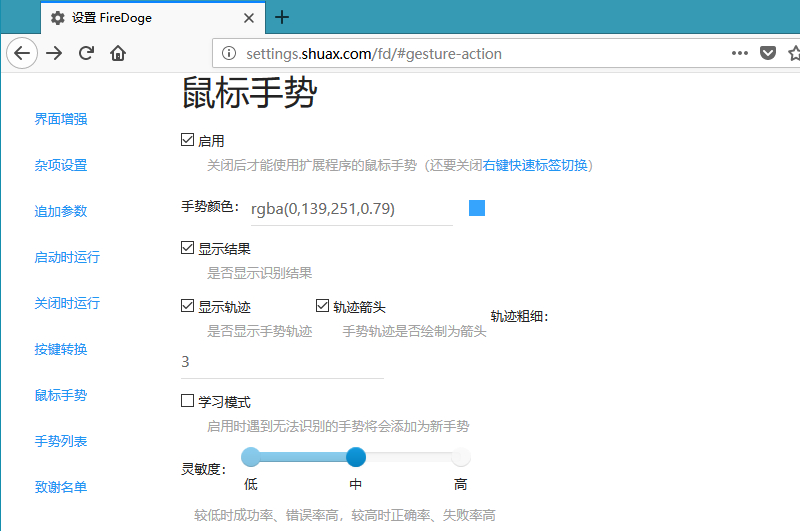 设置 FireDoge
settings.shuax.com/fd/#gesture-action
鼠标手势
界面增强
杂项设置
追加参数
启动时运行
关闭时运行
按键转换
鼠标手势
手势列表
致谢名单
启用
关闭后才能使用扩展程序的鼠标手势（还要关闭右键快速标签切换）
手势颜色： rgba(0,139,251,0.79)
显示结果
是否显示识别结果
显示轨迹 轨迹箭头 轨迹粗细：
是否显示手势轨迹 手势轨迹是否绘制为箭头
3
学习模式
启用时遇到无法识别的手势将会添加为新手势
灵敏度：
低 中 高
较低时成功率、错误率高，较高时正确率、失败率高